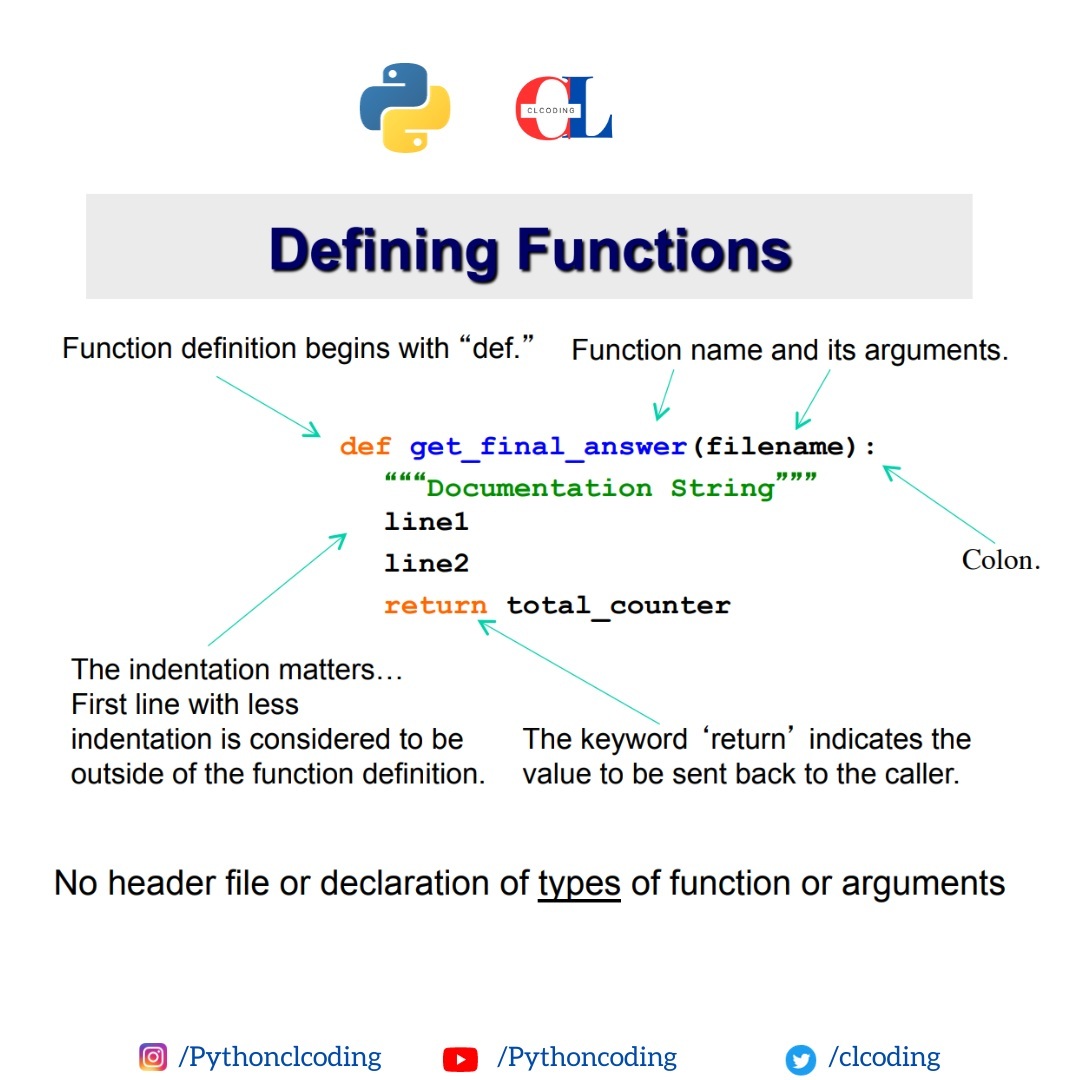 CLCODING
Defining Functions
Function definition begins with “def.”
Function name and its arguments.
def get_final_answer(filename):
“““Documentation String”””
line1
line2
return total_counter
Colon.
The indentation matters…
First line with less
indentation is considered to be
outside of the function definition.
The keyword ‘return’ indicates the
value to be sent back to the caller.
No header file or declaration of types of function or arguments
/Pythonclcoding
/Pythoncoding
/clcoding